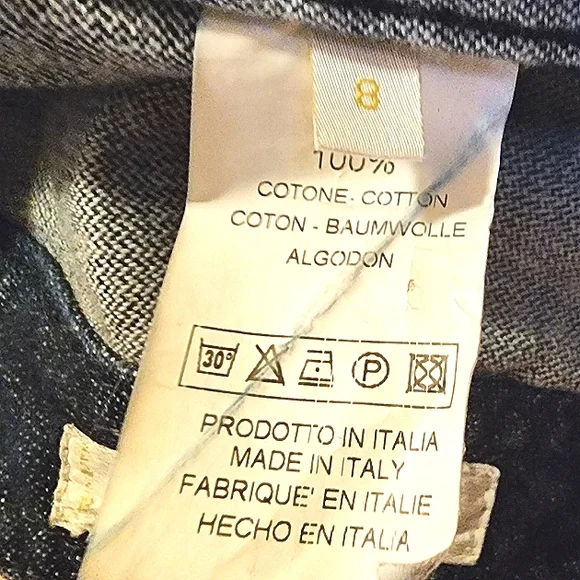 8
100%
COTONE - COTTON
COTON - BAUMWOLLE
ALGODON
30° P
PRODOTTO IN ITALIA
MADE IN ITALY
FABRIQUE' EN ITALIE
HECHO EN ITALIA